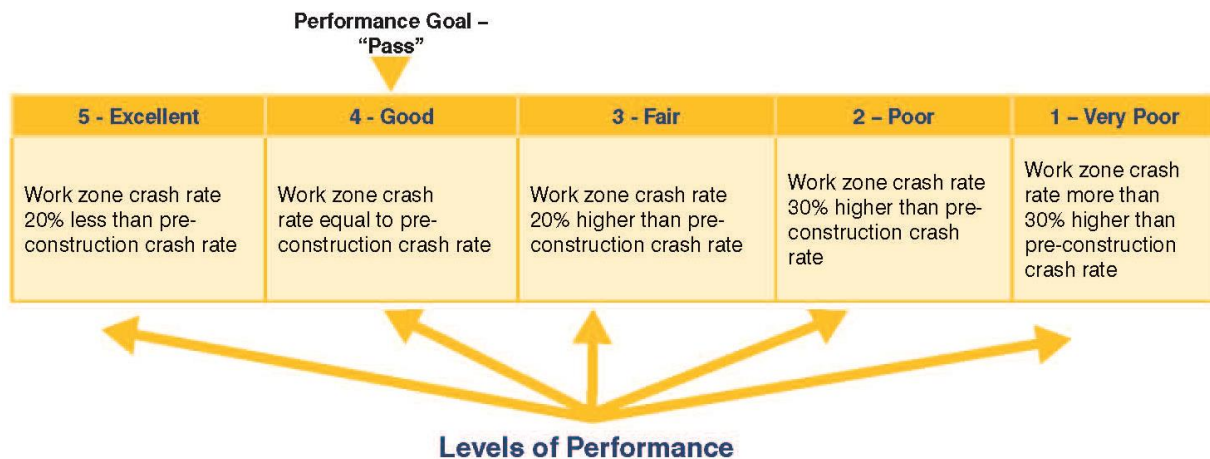 Performance Goal –
“Pass”
5 - Excellent
4 - Good
3 - Fair
2 – Poor
1 – Very Poor
Work zone crash rate
20% less than pre-
construction crash rate
Work zone crash
rate equal to pre-
construction crash rate
Work zone crash rate
20% higher than pre-
construction crash rate
Work zone crash rate
30% higher than pre-
construction crash
rate
Work zone crash
rate more than
30% higher than
pre-construction
crash rate
Levels of Performance